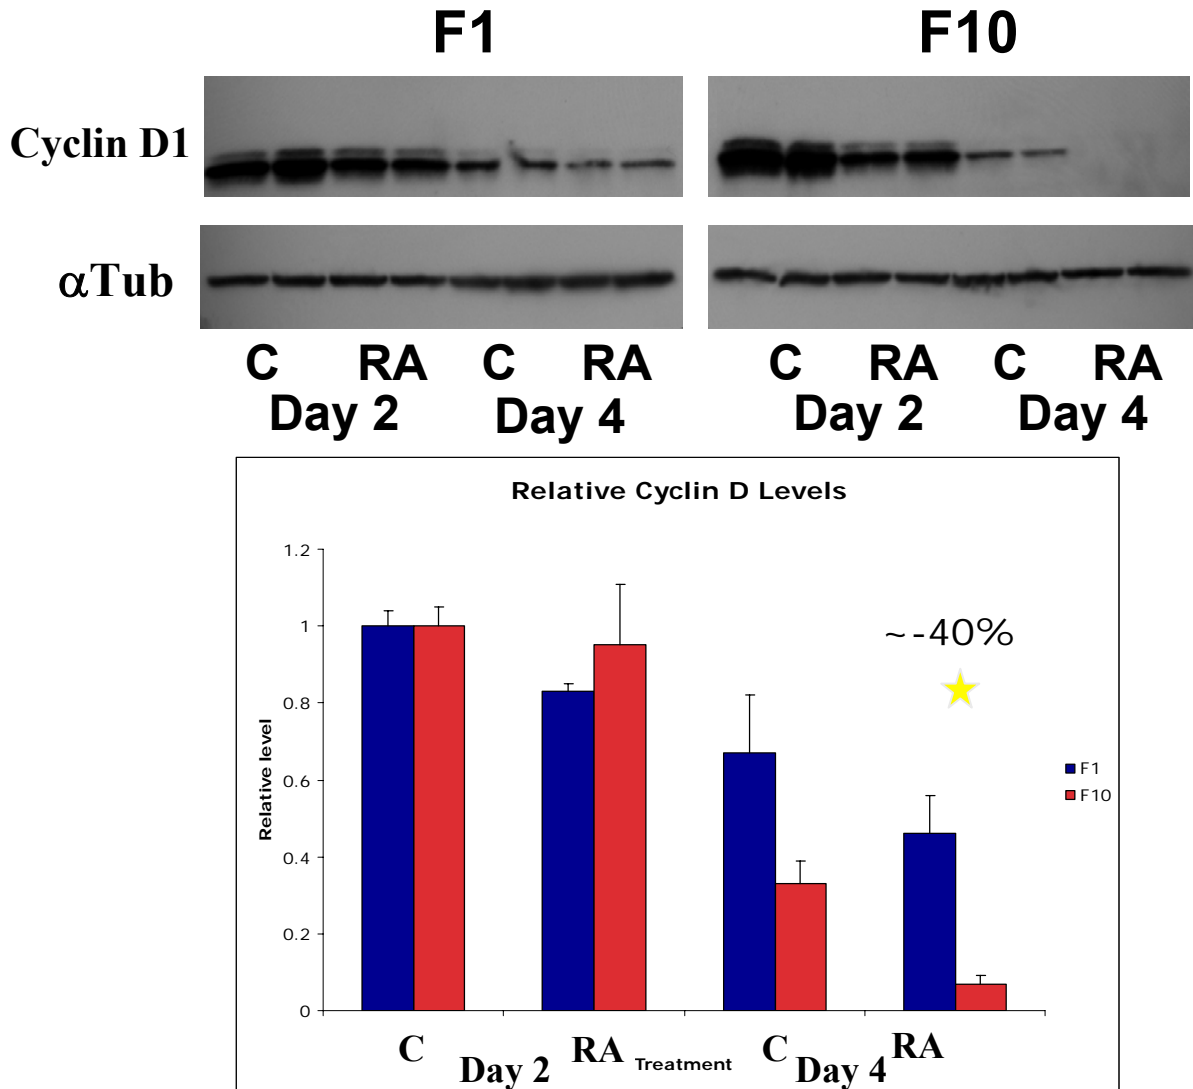 F1 F10
Cyclin D1
αTub
C RA C RA C RA C RA
Day 2 Day 4 Day 2 Day 4
Relative Cyclin D Levels
1.2
1
0.8
0.6
0.4
0.2
0
Relative level
~-40%
F1
F10
C RA C RA
Day 2 Treatment Day 4